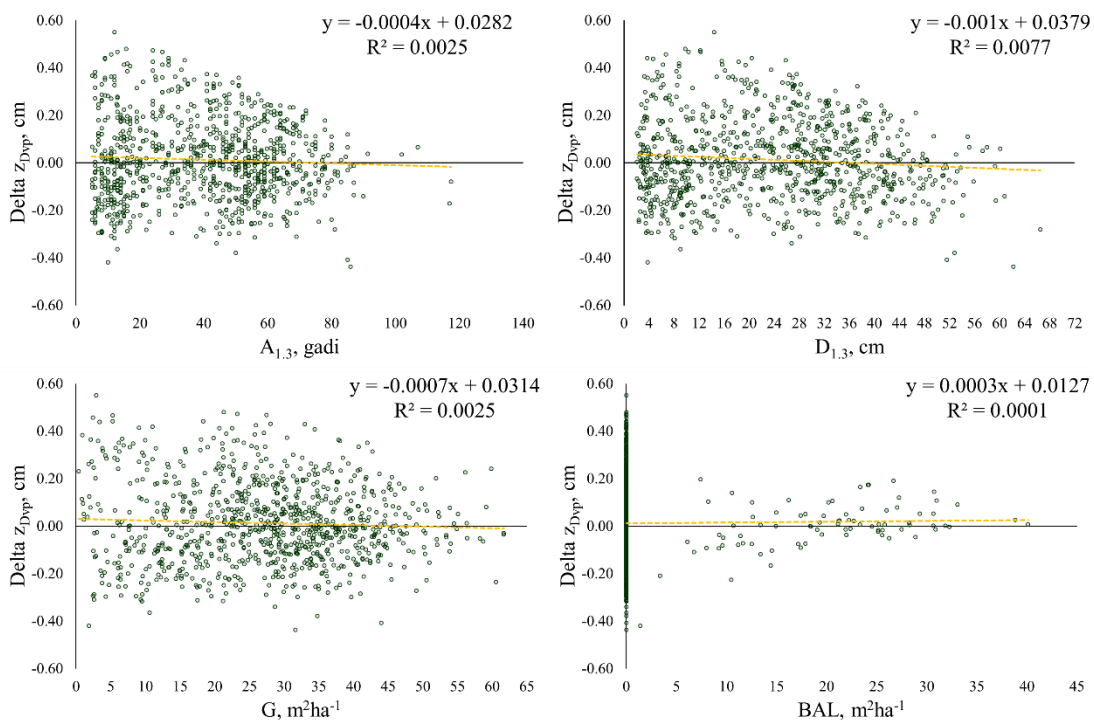 y = -0.0004x + 0.0282
R² = 0.0025
0.60
0.40
0.20
0.00
-0.20
-0.40
-0.60
Delta z_Dvp, cm
0 20 40 60 80 100 120 140
A_1.3, gadi
y = -0.001x + 0.0379
R² = 0.0077
0.60
0.40
0.20
0.00
-0.20
-0.40
-0.60
Delta z_Dvp, cm
0 4 8 12 16 20 24 28 32 36 40 44 48 52 56 60 64 68 72
D_1.3, cm
y = -0.0007x + 0.0314
R² = 0.0025
0.60
0.40
0.20
0.00
-0.20
-0.40
-0.60
Delta z_Dvp, cm
0 5 10 15 20 25 30 35 40 45 50 55 60 65
G, m²ha⁻¹
y = 0.0003x + 0.0127
R² = 0.0001
0.60
0.40
0.20
0.00
-0.20
-0.40
-0.60
Delta z_Dvp, cm
0 5 10 15 20 25 30 35 40 45
BAL, m²ha⁻¹